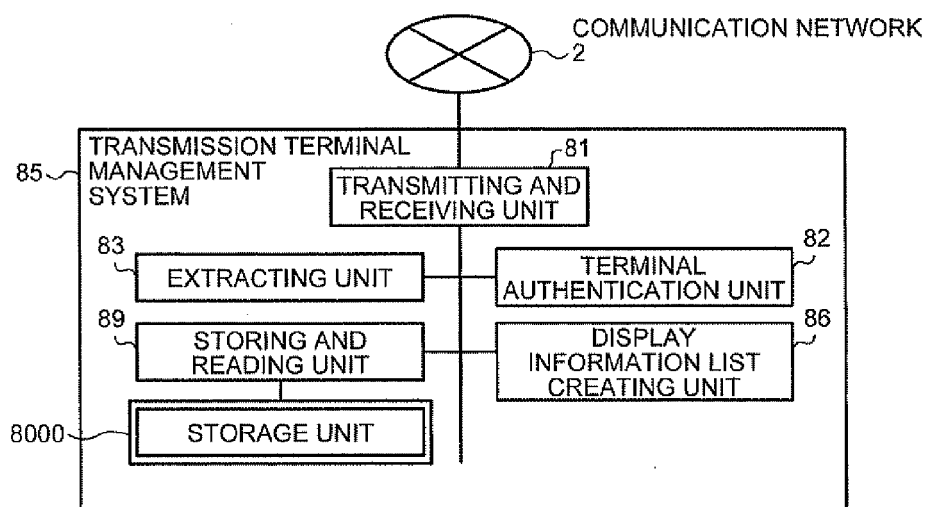 COMMUNICATION NETWORK
2
TRANSMISSION TERMINAL
MANAGEMENT
SYSTEM
85
81
TRANSMITTING AND
RECEIVING UNIT
83
EXTRACTING UNIT
82
TERMINAL
AUTHENTICATION UNIT
89
STORING AND
READING UNIT
86
DISPLAY
INFORMATION LIST
CREATING UNIT
8000
STORAGE UNIT